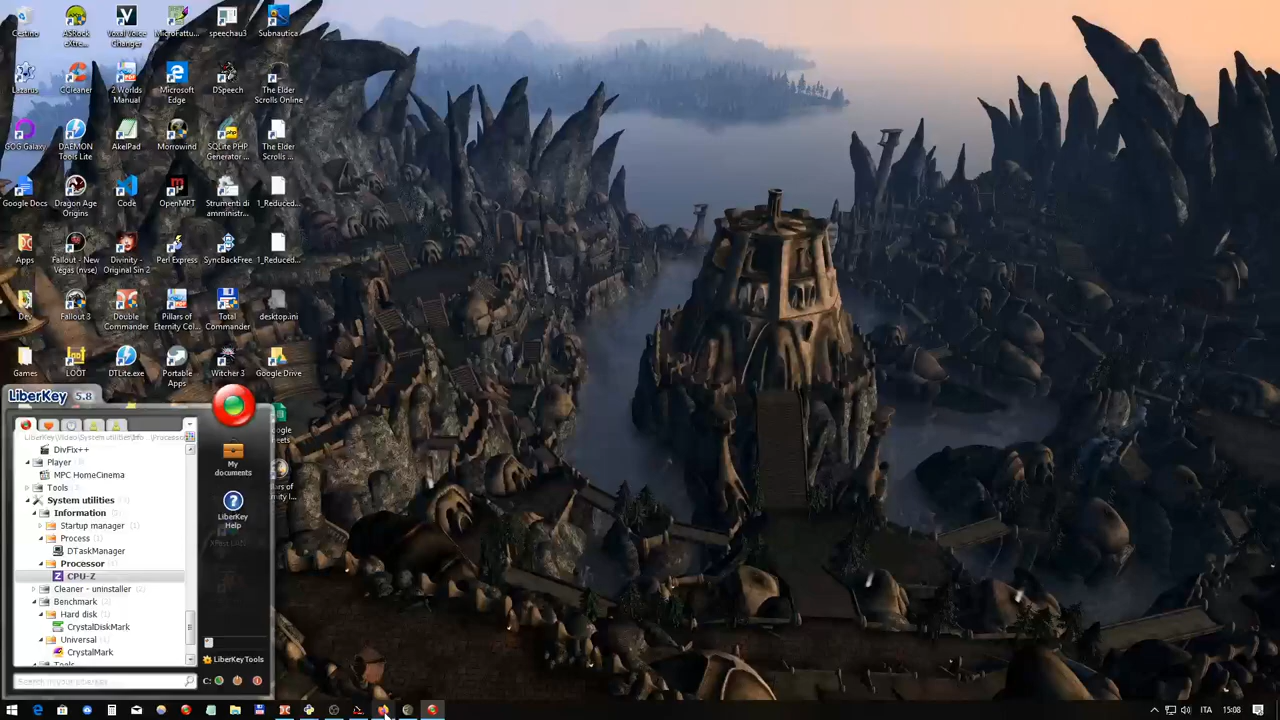 Cestino
ASRock eXtre...
Voxal Voice Changer
MicroFattu...
speechau3
Subnautica
Lazarus
CCleaner
2 Worlds Manual
Microsoft Edge
DSpeech
The Elder Scrolls Online
GOG Galaxy
DAEMON Tools Lite
AkelPad
Morrowind
SQLite PHP Generator ...
The Elder Scrolls ...
Google Docs
Dragon Age Origins
Code
OpenMPT
Strumenti di amministr...
1_Reduced...
Apps
Fallout - New Vegas (nvse)
Divinity - Original Sin 2
Perl Express
SyncBackFree
1_Reduced...
Dev
Fallout 3
Double Commander
Pillars of Eternity Col...
Total Commander
desktop.ini
Games
LOOT
DTLite.exe
Portable Apps
Witcher 3
Google Drive
LIBERKEY 5.8
DivFix++
Player
MPC HomeCinema
Tools
System utilities
Information
Startup manager (1)
Process (1)
DTaskManager
Processor
CPU-Z
Cleaner - uninstaller (2)
Benchmark
Hard disk (1)
CrystalDiskMark
Universal
CrystalMark
My documents
LiberKey Help
LiberKeyTools
C:
ITA
15:08